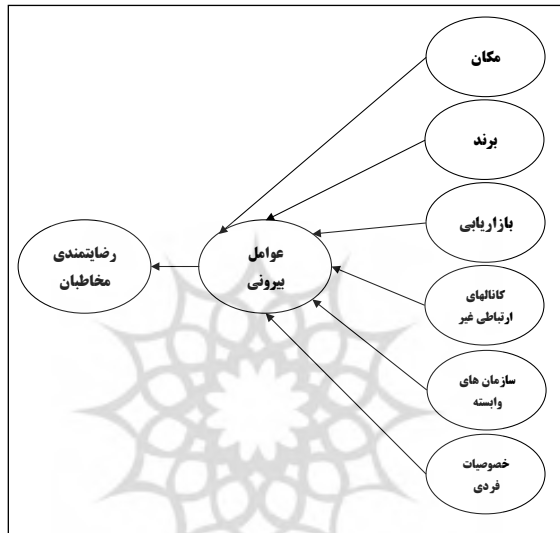 مکان
برند
بازاریابی
کانالهای
ارتباطی غیر
سازمان های
وابسته
خصوصیات
فردی
عوامل
بیرونی
رضایتمندی
مخاطبان